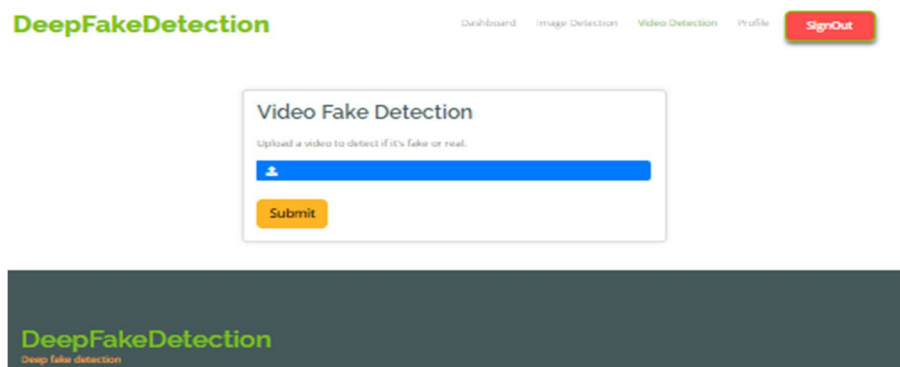 DeepFakeDetection
Dashboard Image Detection Video Detection Profile SignOut
Video Fake Detection
Upload a video to detect if it's fake or real.
Submit
DeepFakeDetection
Deep fake detection